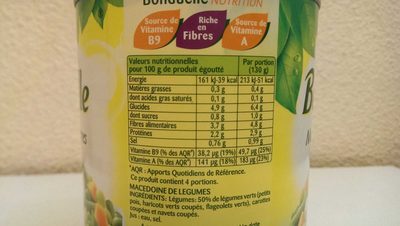 Bonduelle NUTRITION
Source de Vitamine B9
Riche en Fibres
Source de Vitamine A
Valeurs nutritionnelles pour 100 g de produit égoutté
Par portion (130 g)
Energie 161 kJ-39 kcal 213 kJ-51 kcal
Matières grasses 0,3 g 0,4 g
dont acides gras saturés 0,1 g 0,1 g
Glucides 4,9 g 6,4 g
dont sucres 0,8 g 1,0 g
Fibres alimentaires 3,7 g 4,8 g
Protéines 2,2 g 2,9 g
Sel 0,76 g 0,99 g
Vitamine B9 (% des AQR*) 38,2 µg (19%) 49,7 µg (25%)
Vitamine A (% des AQR*) 141 µg (18%) 183 µg (23%)
*AQR : Apports Quotidiens de Référence.
Ce produit contient 4 portions.
MACEDOINE DE LEGUMES
INGRÉDIENTS: Légumes: 50% de légumes verts (petits
pois, haricots verts coupés, flageolets verts), carottes
coupées et navets coupés.
Jus : eau, sel.